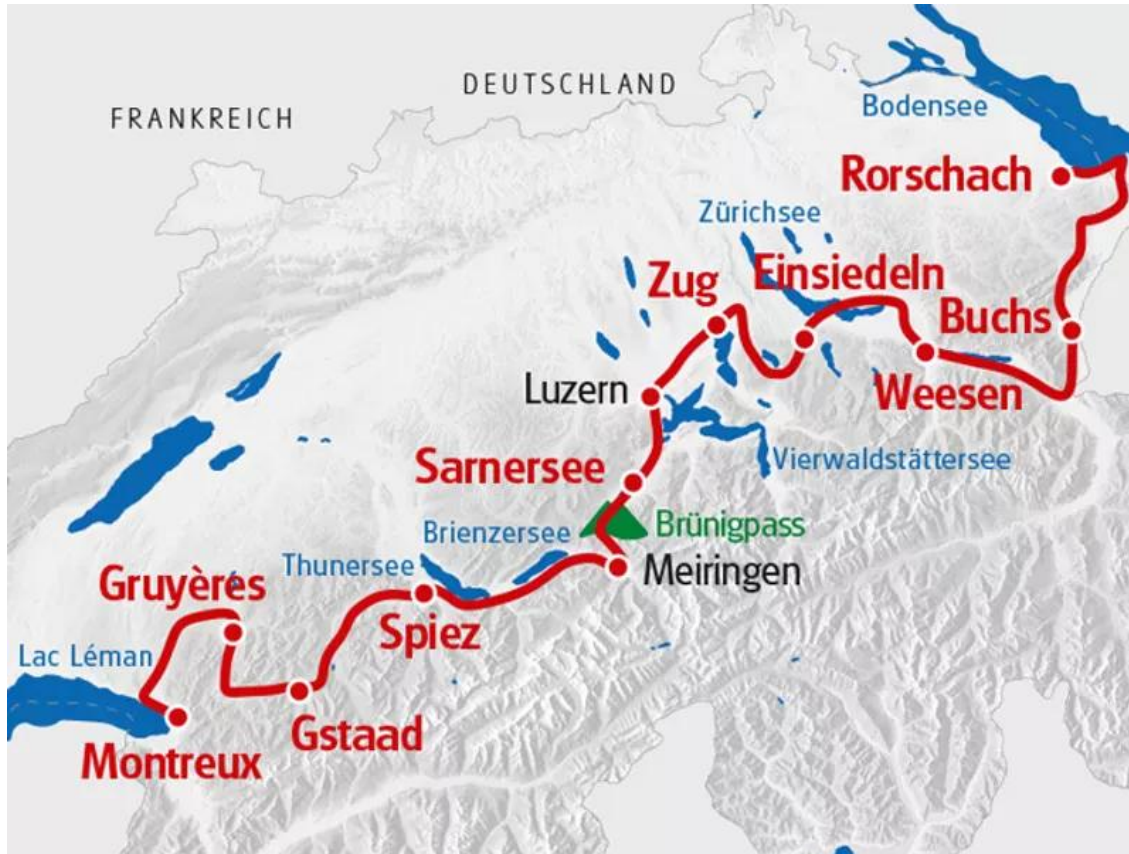 DEUTSCHLAND
FRANKREICH
Bodensee
Rorschach
Zürichsee
Einsiedeln
Zug
Buchs
Luzern
Weesen
Vierwaldstättersee
Sarnersee
Brünigpass
Brienzersee
Thunersee
Meiringen
Gruyères
Spiez
Lac Léman
Gstaad
Montreux